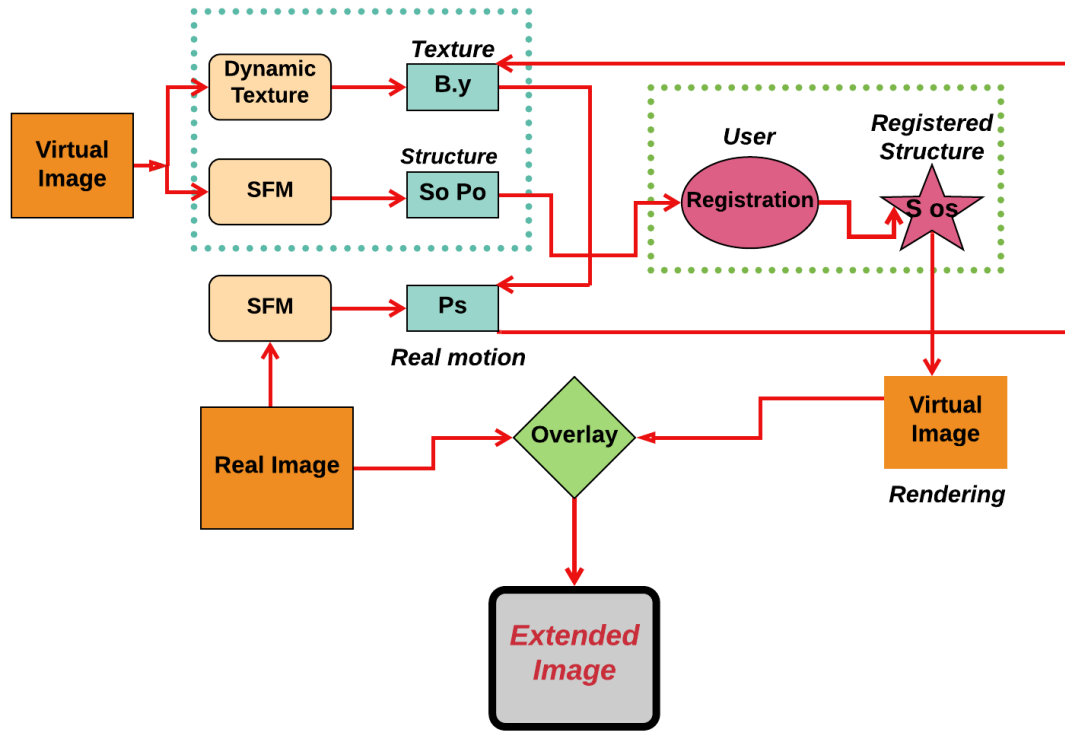 Texture
Dynamic
Texture
B.y
Virtual
Image
Structure
SFM
So Po
User
Registration
Registered
Structure
S os
SFM
Ps
Real motion
Real Image
Overlay
Virtual
Image
Rendering
Extended
Image